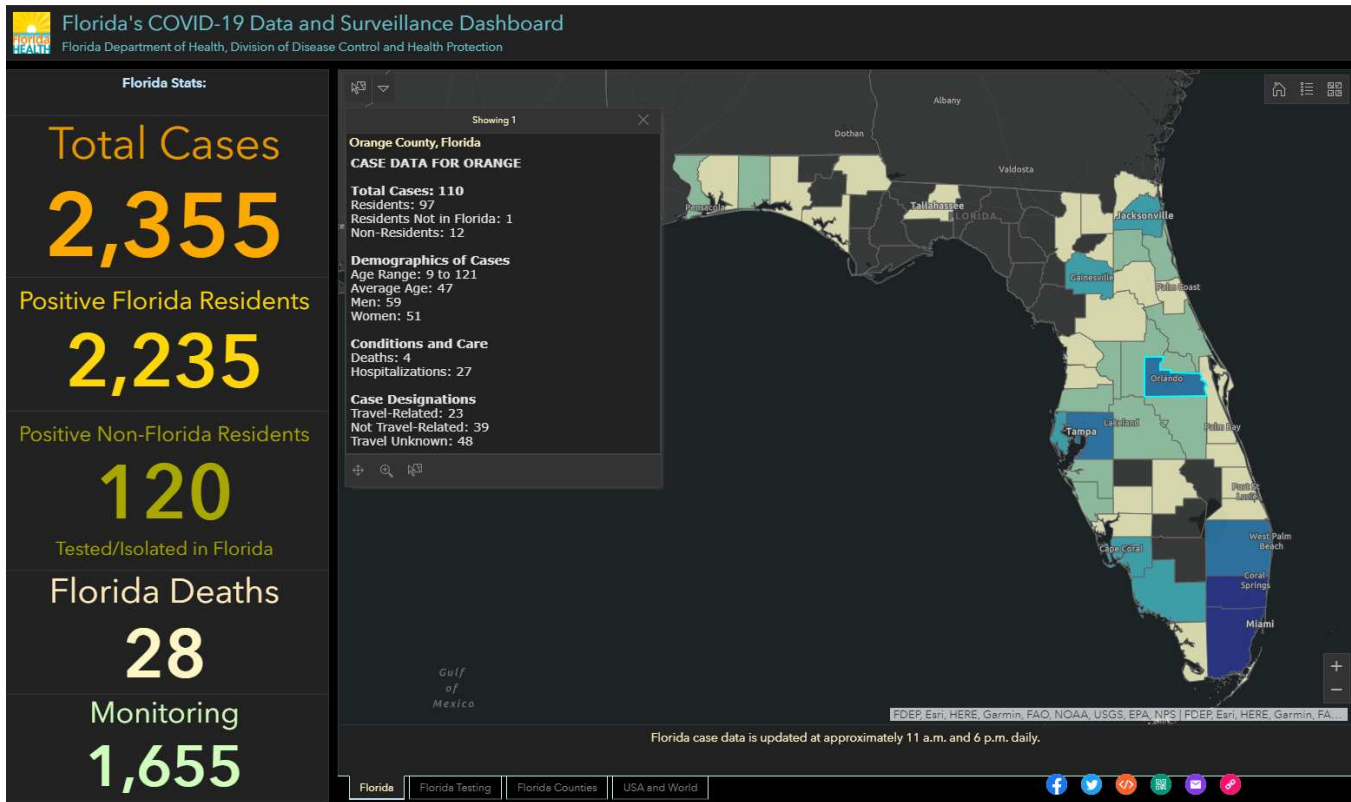 Florida HEALTH
Florida's COVID-19 Data and Surveillance Dashboard
Florida Department of Health, Division of Disease Control and Health Protection
Florida Stats:
Total Cases
2,355
Positive Florida Residents
2,235
Positive Non-Florida Residents
120
Tested/Isolated in Florida
Florida Deaths
28
Monitoring
1,655
Showing 1
Orange County, Florida
CASE DATA FOR ORANGE
Total Cases: 110
Residents: 97
Residents Not in Florida: 1
Non-Residents: 12
Demographics of Cases
Age Range: 9 to 121
Average Age: 47
Men: 59
Women: 51
Conditions and Care
Deaths: 4
Hospitalizations: 27
Case Designations
Travel-Related: 23
Not Travel-Related: 39
Travel Unknown: 48
Albany
Dothan
Valdosta
Pensacola
Tallahassee
FLORIDA
Jacksonville
Gainesville
Palm Coast
Orlando
Lakeland
Tampa
Palm Bay
Port St
Lucie
Cape Coral
West Palm
Beach
Coral
Springs
Miami
Gulf
of
Mexico
FDEP, Esri, HERE, Garmin, FAO, NOAA, USGS, EPA, NPS | FDEP, Esri, HERE, Garmin, FA...
Florida case data is updated at approximately 11 a.m. and 6 p.m. daily.
Florida
Florida Testing
Florida Counties
USA and World